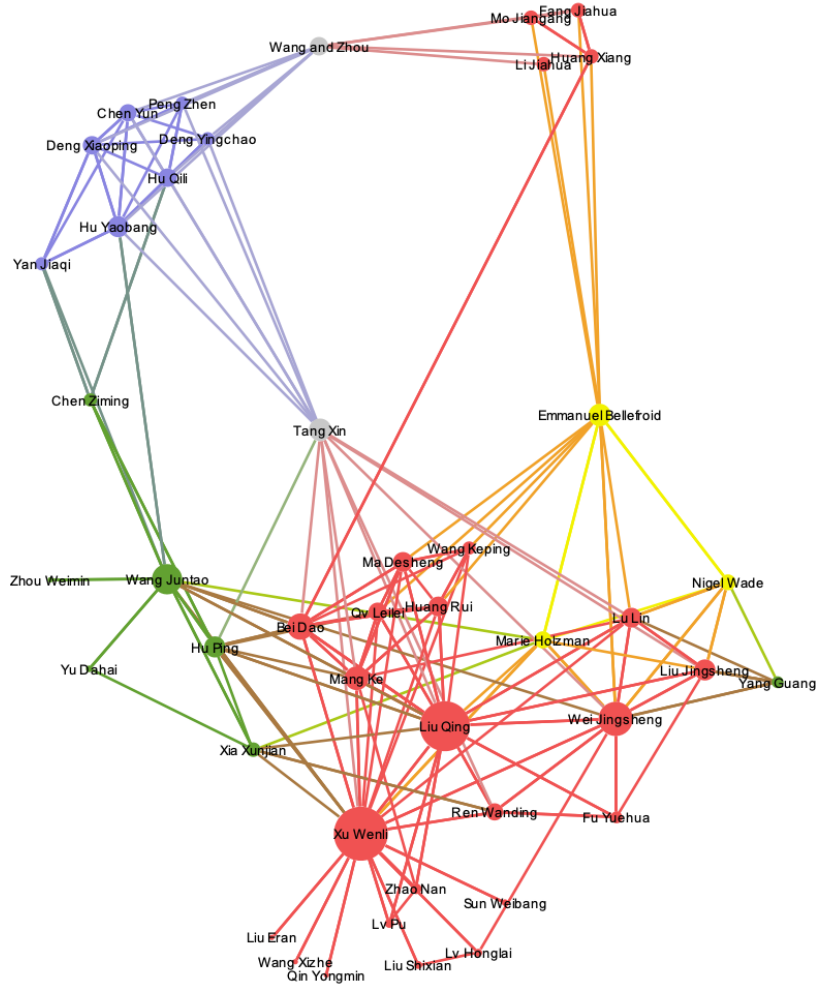 Fang Jiahua
Mo Jiangang
Wang and Zhou
Huang Xiang
Li Jiahua
Peng Zhen
Chen Yun
Deng Yingchao
Deng Xiaoping
Hu Qili
Hu Yaobang
Yan Jiaqi
Chen Ziming
Emmanuel Bellefroid
Tang Xin
Wang Keping
Ma Desheng
Zhou Weimin
Wang Juntao
Nigel Wade
Qv Leilei
Huang Rui
Bei Dao
Lu Lin
Marie Holzman
Hu Ping
Yu Dahai
Liu Jingsheng
Mang Ke
Yang Guang
Wei Jingsheng
Liu Qing
Xia Xunjian
Ren Wanding
Fu Yuehua
Xu Wenli
Zhao Nan
Sun Weibang
Lv Pu
Liu Eran
Lv Honglai
Wang Xizhe
Liu Shixian
Qin Yongmin